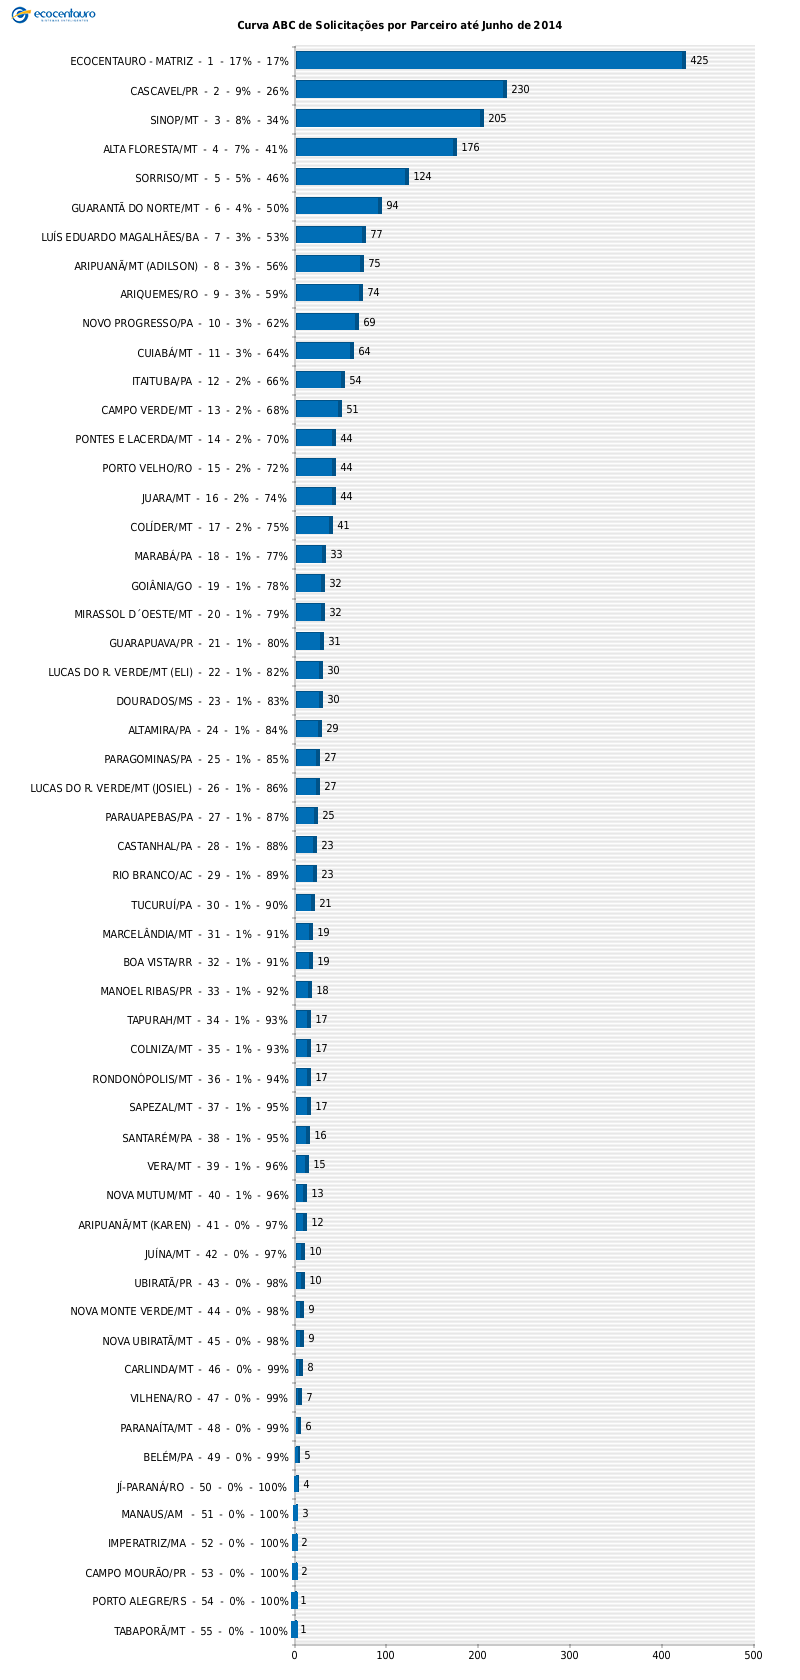 ecocentauro
Curva ABC de Solicitações por Parceiro até Junho de 2014
ECOCENTAURO - MATRIZ - 1 - 17% - 17% 425
CASCAVEL/PR - 2 - 9% - 26% 230
SINOP/MT - 3 - 8% - 34% 205
ALTA FLORESTA/MT - 4 - 7% - 41% 176
SORRISO/MT - 5 - 5% - 46% 124
GUARANTÃ DO NORTE/MT - 6 - 4% - 50% 94
LUÍS EDUARDO MAGALHÃES/BA - 7 - 3% - 53% 77
ARIPUANÃ/MT (ADILSON) - 8 - 3% - 56% 75
ARIQUEMES/RO - 9 - 3% - 59% 74
NOVO PROGRESSO/PA - 10 - 3% - 62% 69
CUIABÁ/MT - 11 - 3% - 64% 64
ITAITUBA/PA - 12 - 2% - 66% 54
CAMPO VERDE/MT - 13 - 2% - 68% 51
PONTES E LACERDA/MT - 14 - 2% - 70% 44
PORTO VELHO/RO - 15 - 2% - 72% 44
JUARA/MT - 16 - 2% - 74% 44
COLÍDER/MT - 17 - 2% - 75% 41
MARABÁ/PA - 18 - 1% - 77% 33
GOIÂNIA/GO - 19 - 1% - 78% 32
MIRASSOL D´OESTE/MT - 20 - 1% - 79% 32
GUARAPUAVA/PR - 21 - 1% - 80% 31
LUCAS DO R. VERDE/MT (ELI) - 22 - 1% - 82% 30
DOURADOS/MS - 23 - 1% - 83% 30
ALTAMIRA/PA - 24 - 1% - 84% 29
PARAGOMINAS/PA - 25 - 1% - 85% 27
LUCAS DO R. VERDE/MT (JOSIEL) - 26 - 1% - 86% 27
PARAUAPEBAS/PA - 27 - 1% - 87% 25
CASTANHAL/PA - 28 - 1% - 88% 23
RIO BRANCO/AC - 29 - 1% - 89% 23
TUCURUÍ/PA - 30 - 1% - 90% 21
MARCELÂNDIA/MT - 31 - 1% - 91% 19
BOA VISTA/RR - 32 - 1% - 91% 19
MANOEL RIBAS/PR - 33 - 1% - 92% 18
TAPURAH/MT - 34 - 1% - 93% 17
COLNIZA/MT - 35 - 1% - 93% 17
RONDONÓPOLIS/MT - 36 - 1% - 94% 17
SAPEZAL/MT - 37 - 1% - 95% 17
SANTARÉM/PA - 38 - 1% - 95% 16
VERA/MT - 39 - 1% - 96% 15
NOVA MUTUM/MT - 40 - 1% - 96% 13
ARIPUANÃ/MT (KAREN) - 41 - 0% - 97% 12
JUÍNA/MT - 42 - 0% - 97% 10
UBIRATÃ/PR - 43 - 0% - 98% 10
NOVA MONTE VERDE/MT - 44 - 0% - 98% 9
NOVA UBIRATÃ/MT - 45 - 0% - 98% 9
CARLINDA/MT - 46 - 0% - 99% 8
VILHENA/RO - 47 - 0% - 99% 7
PARANAÍTA/MT - 48 - 0% - 99% 6
BELÉM/PA - 49 - 0% - 99% 5
JÍ-PARANÁ/RO - 50 - 0% - 100% 4
MANAUS/AM - 51 - 0% - 100% 3
IMPERATRIZ/MA - 52 - 0% - 100% 2
CAMPO MOURÃO/PR - 53 - 0% - 100% 2
PORTO ALEGRE/RS - 54 - 0% - 100% 1
TABAPORÃ/MT - 55 - 0% - 100% 1
0 100 200 300 400 500